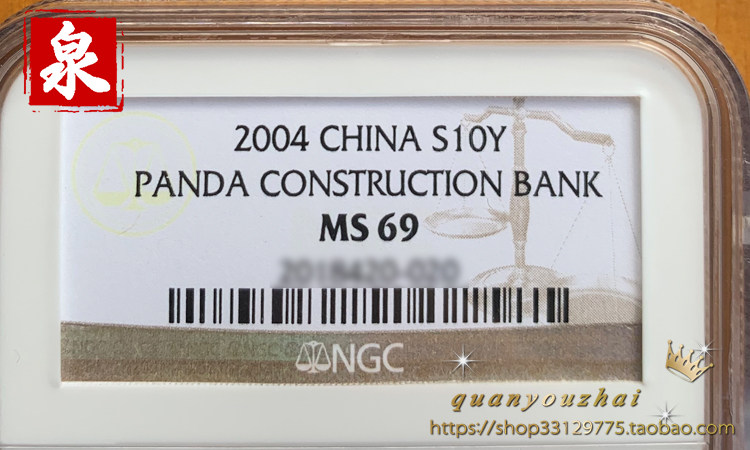 泉
2004 CHINA S10Y
PANDA CONSTRUCTION BANK
MS 69
NGC
quanyouzhai
https://shop33129775.taobao.com